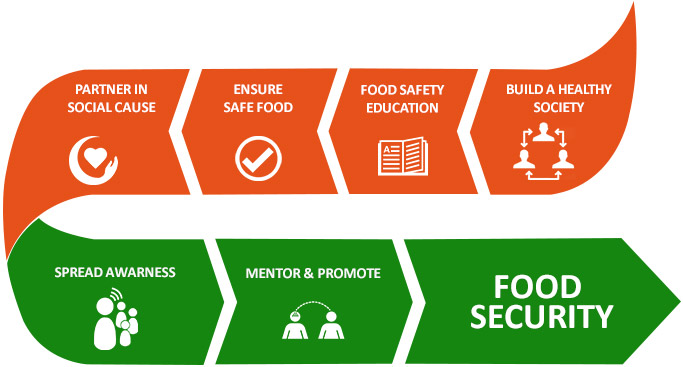 PARTNER IN
SOCIAL CAUSE
ENSURE
SAFE FOOD
FOOD SAFETY
EDUCATION
BUILD A HEALTHY
SOCIETY
A
SPREAD AWARNESS
MENTOR & PROMOTE
FOOD
SECURITY